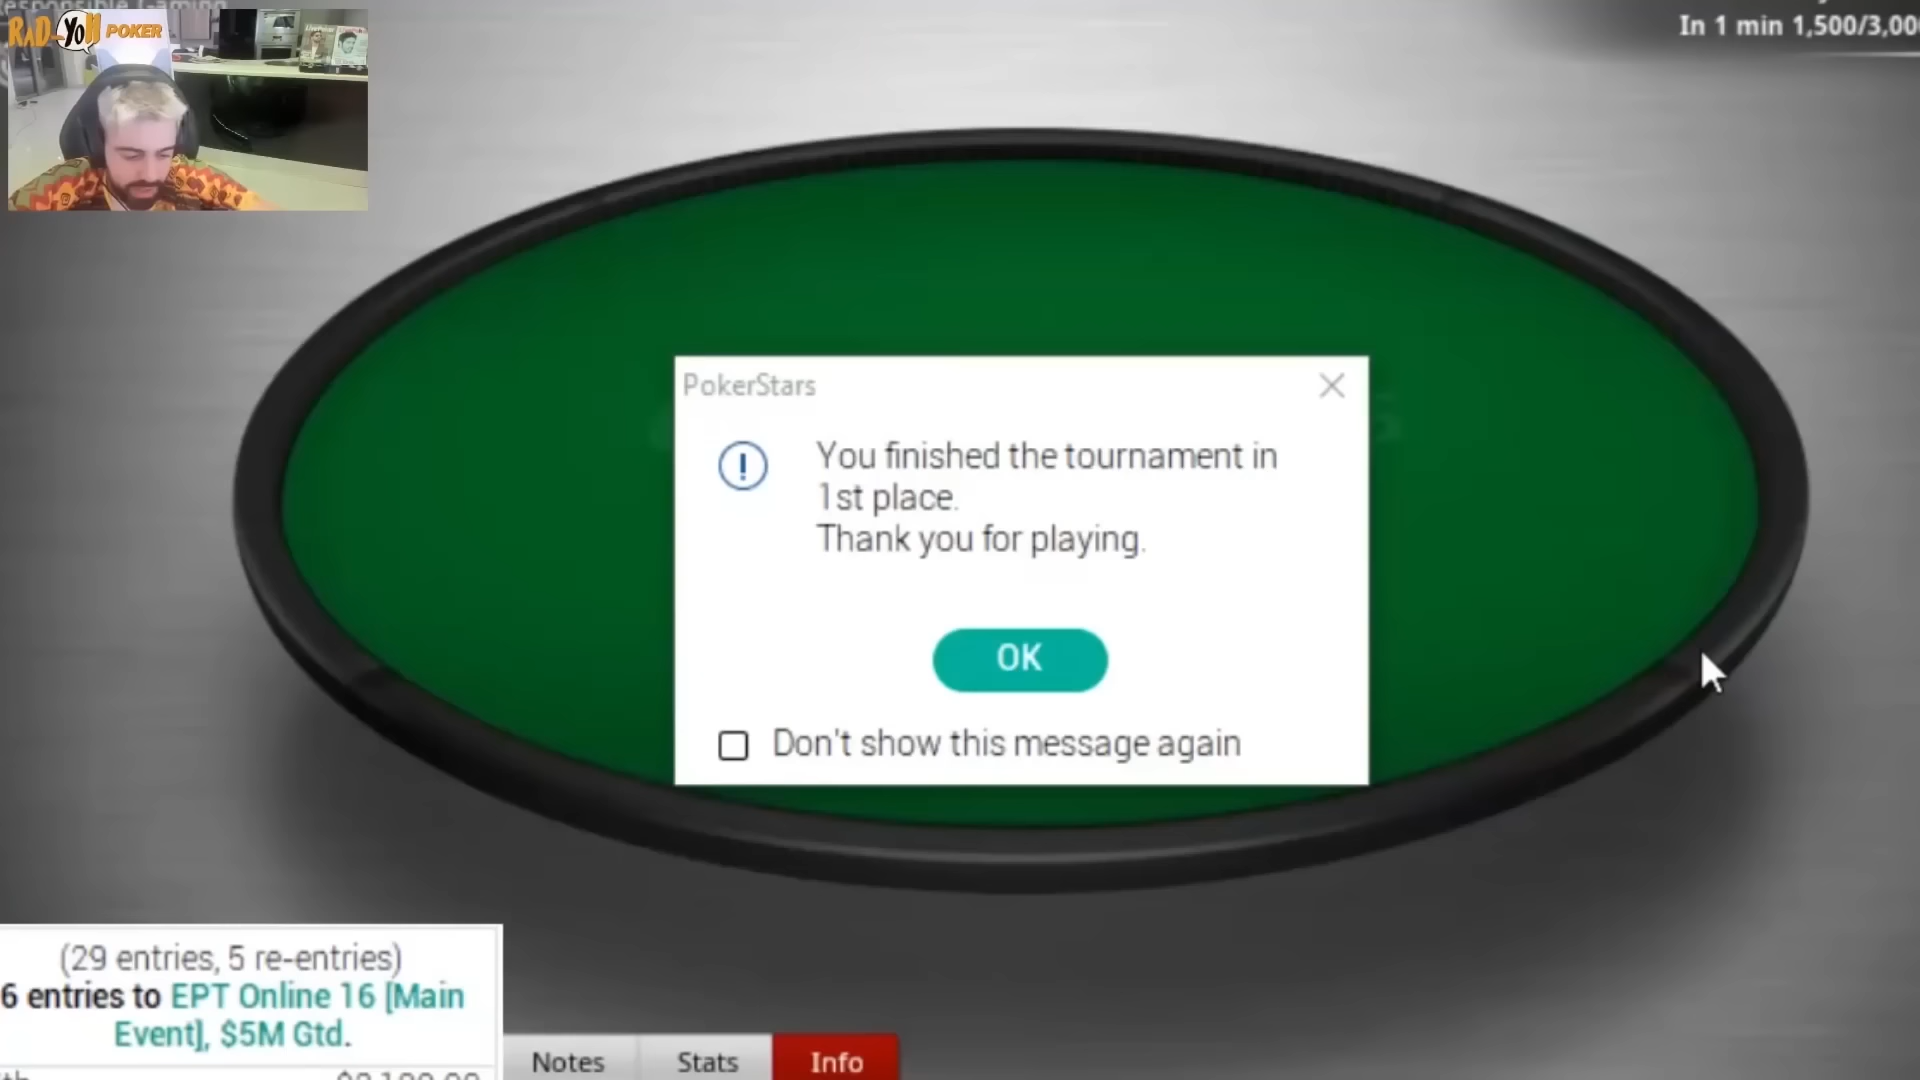 Responsible Gaming
RAD-YOH POKER
In 1 min 1,500/3,00
PokerStars
You finished the tournament in
1st place.
Thank you for playing.
OK
Don't show this message again
(29 entries, 5 re-entries)
6 entries to EPT Online 16 [Main
Event], $5M Gtd.
Notes Stats Info